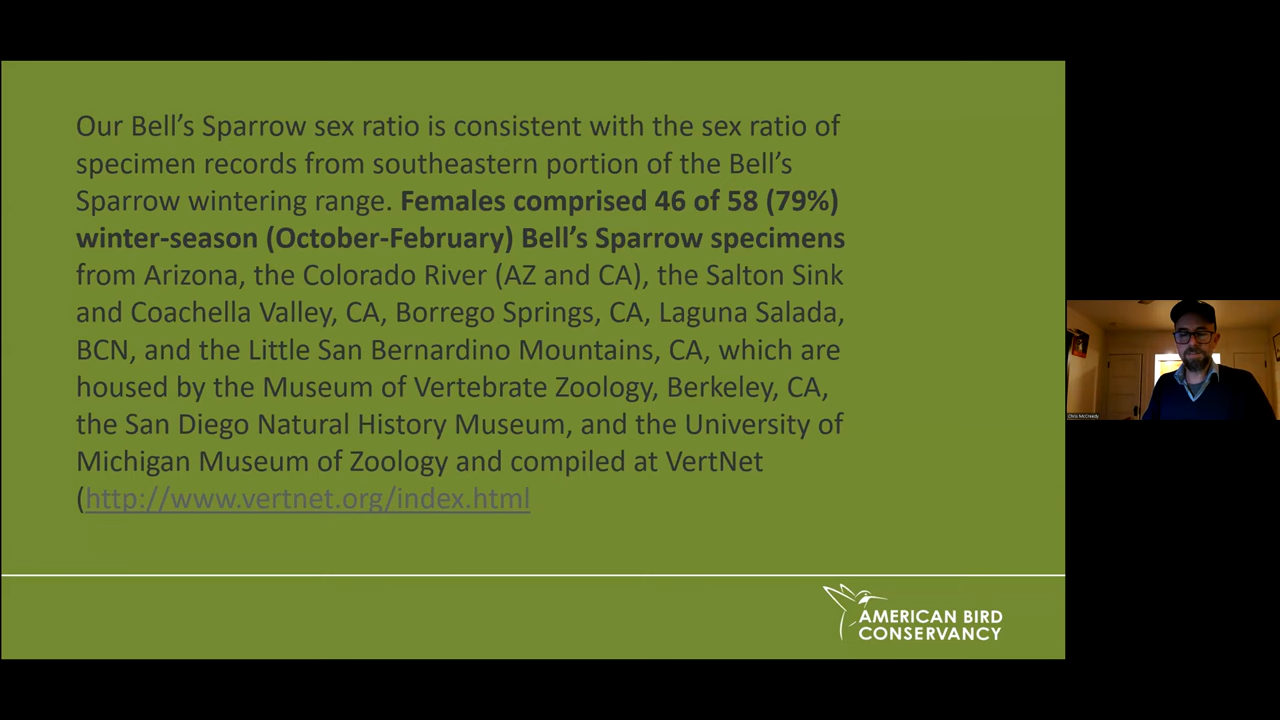 Our Bell's Sparrow sex ratio is consistent with the sex ratio of
specimen records from southeastern portion of the Bell's
Sparrow wintering range. Females comprised 46 of 58 (79%)
winter-season (October-February) Bell's Sparrow specimens
from Arizona, the Colorado River (AZ and CA), the Salton Sink
and Coachella Valley, CA, Borrego Springs, CA, Laguna Salada,
BCN, and the Little San Bernardino Mountains, CA, which are
housed by the Museum of Vertebrate Zoology, Berkeley, CA,
the San Diego Natural History Museum, and the University of
Michigan Museum of Zoology and compiled at VertNet
(http://www.vertnet.org/index.html
Chris McCreedy
AMERICAN BIRD
CONSERVANCY